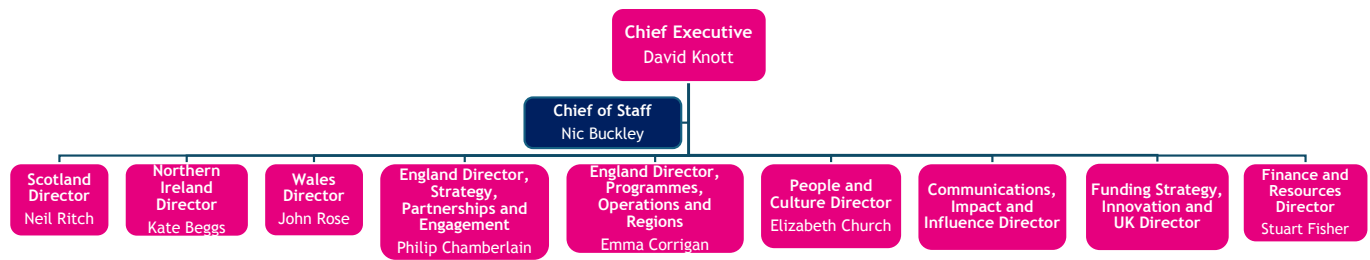 Chief Executive
David Knott
Chief of Staff
Nic Buckley
Scotland
Director
Neil Ritch
Northern
Ireland
Director
Kate Beggs
Wales
Director
John Rose
England Director,
Strategy,
Partnerships and
Engagement
Philip Chamberlain
England Director,
Programmes,
Operations and
Regions
Emma Corrigan
People and
Culture Director
Elizabeth Church
Communications,
Impact and
Influence Director
Funding Strategy,
Innovation and
UK Director
Finance and
Resources
Director
Stuart Fisher